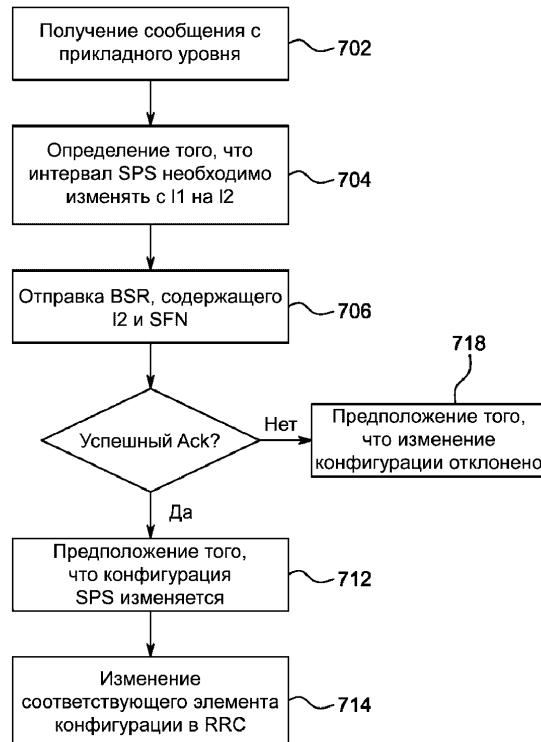 Получение сообщения с
прикладного уровня
702
Определение того, что
интервал SPS необходимо
изменять с I1 на I2
704
Отправка BSR, содержащего
I2 и SFN
706
Успешный Ack?
Нет
718
Предположение того,
что изменение
конфигурации отклонено
Да
Предположение того,
что конфигурация
SPS изменяется
712
Изменение
соответствующего элемента
конфигурации в RRC
714